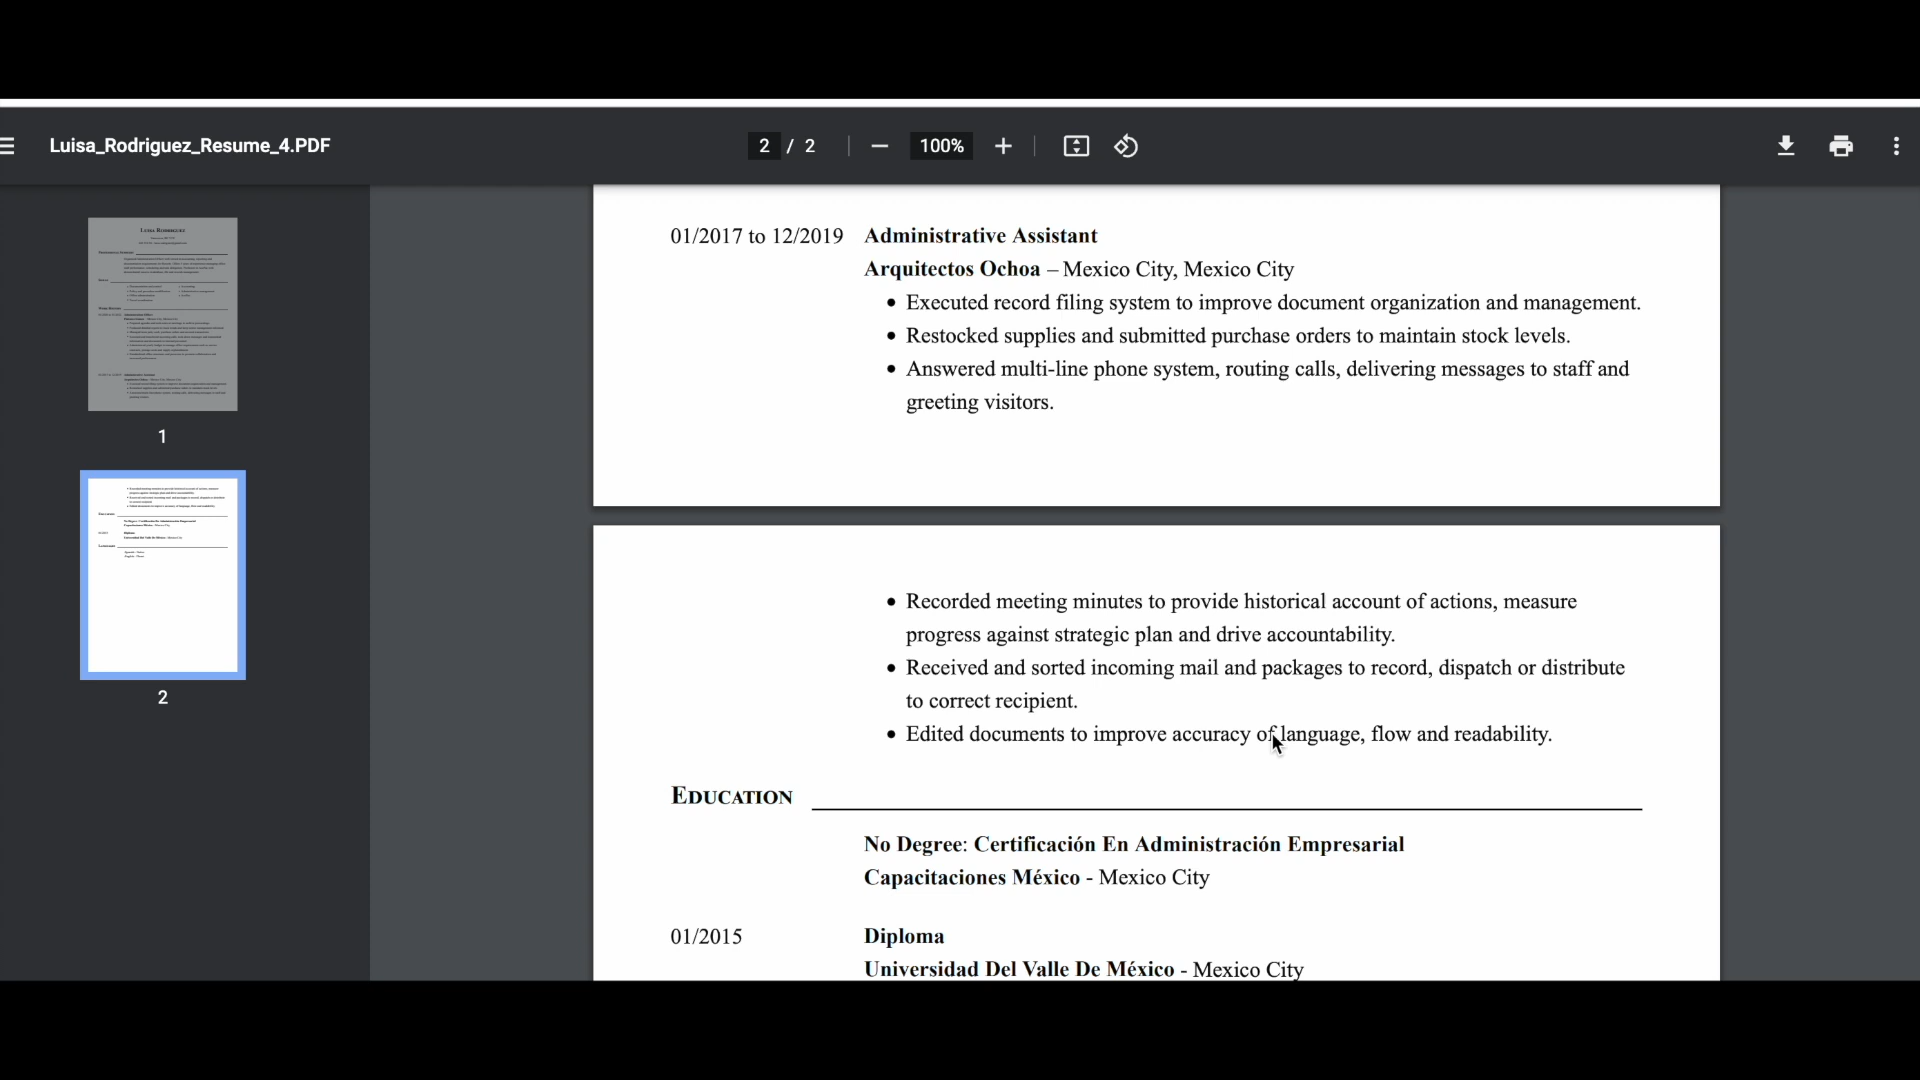 Luisa_Rodriguez_Resume_4.PDF
2 / 2
100%
1
2
01/2017 to 12/2019 Administrative Assistant
Arquitectos Ochoa – Mexico City, Mexico City
• Executed record filing system to improve document organization and management.
• Restocked supplies and submitted purchase orders to maintain stock levels.
• Answered multi-line phone system, routing calls, delivering messages to staff and
greeting visitors.
• Recorded meeting minutes to provide historical account of actions, measure
progress against strategic plan and drive accountability.
• Received and sorted incoming mail and packages to record, dispatch or distribute
to correct recipient.
• Edited documents to improve accuracy of language, flow and readability.
EDUCATION
No Degree: Certificación En Administración Empresarial
Capacitaciones México - Mexico City
01/2015 Diploma
Universidad Del Valle De México - Mexico City